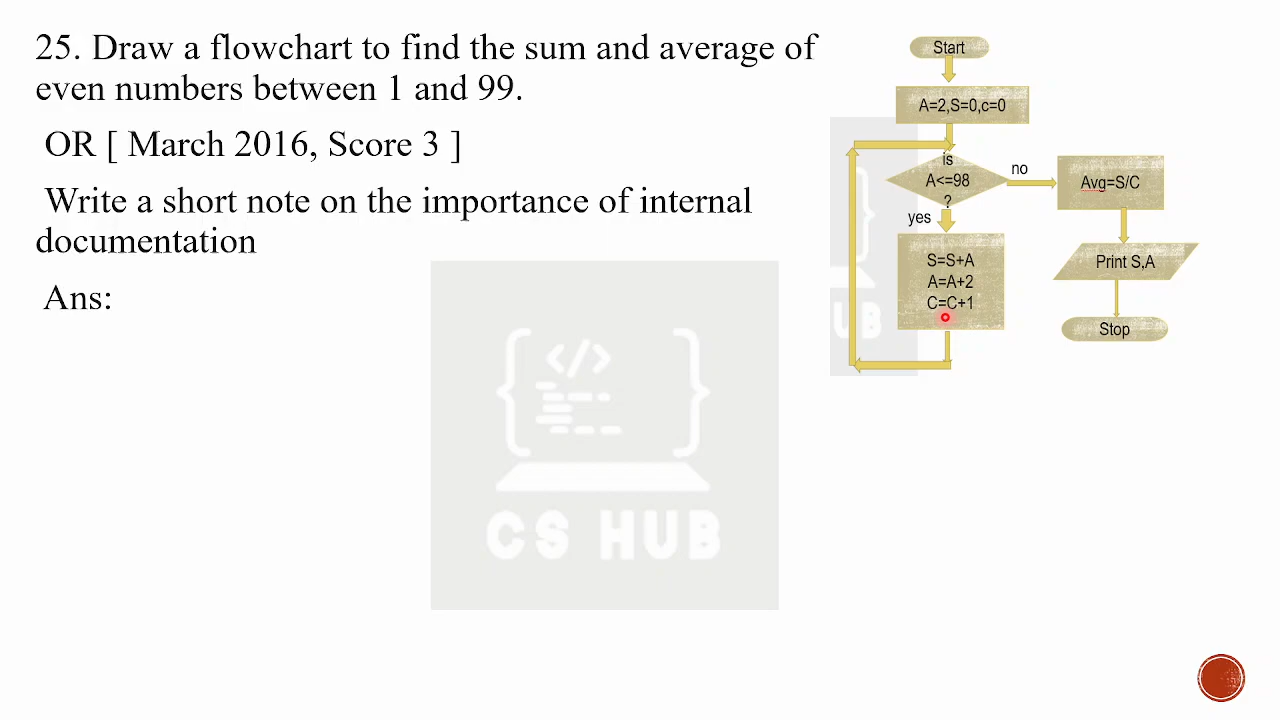 25. Draw a flowchart to find the sum and average of
even numbers between 1 and 99.
OR [ March 2016, Score 3 ]
Write a short note on the importance of internal
documentation
Ans:
Start
A=2,S=0,c=0
is
A<=98
?
no
yes
Avg=S/C
S=S+A
A=A+2
C=C+1
Print S,A
Stop
UB
CS HUB